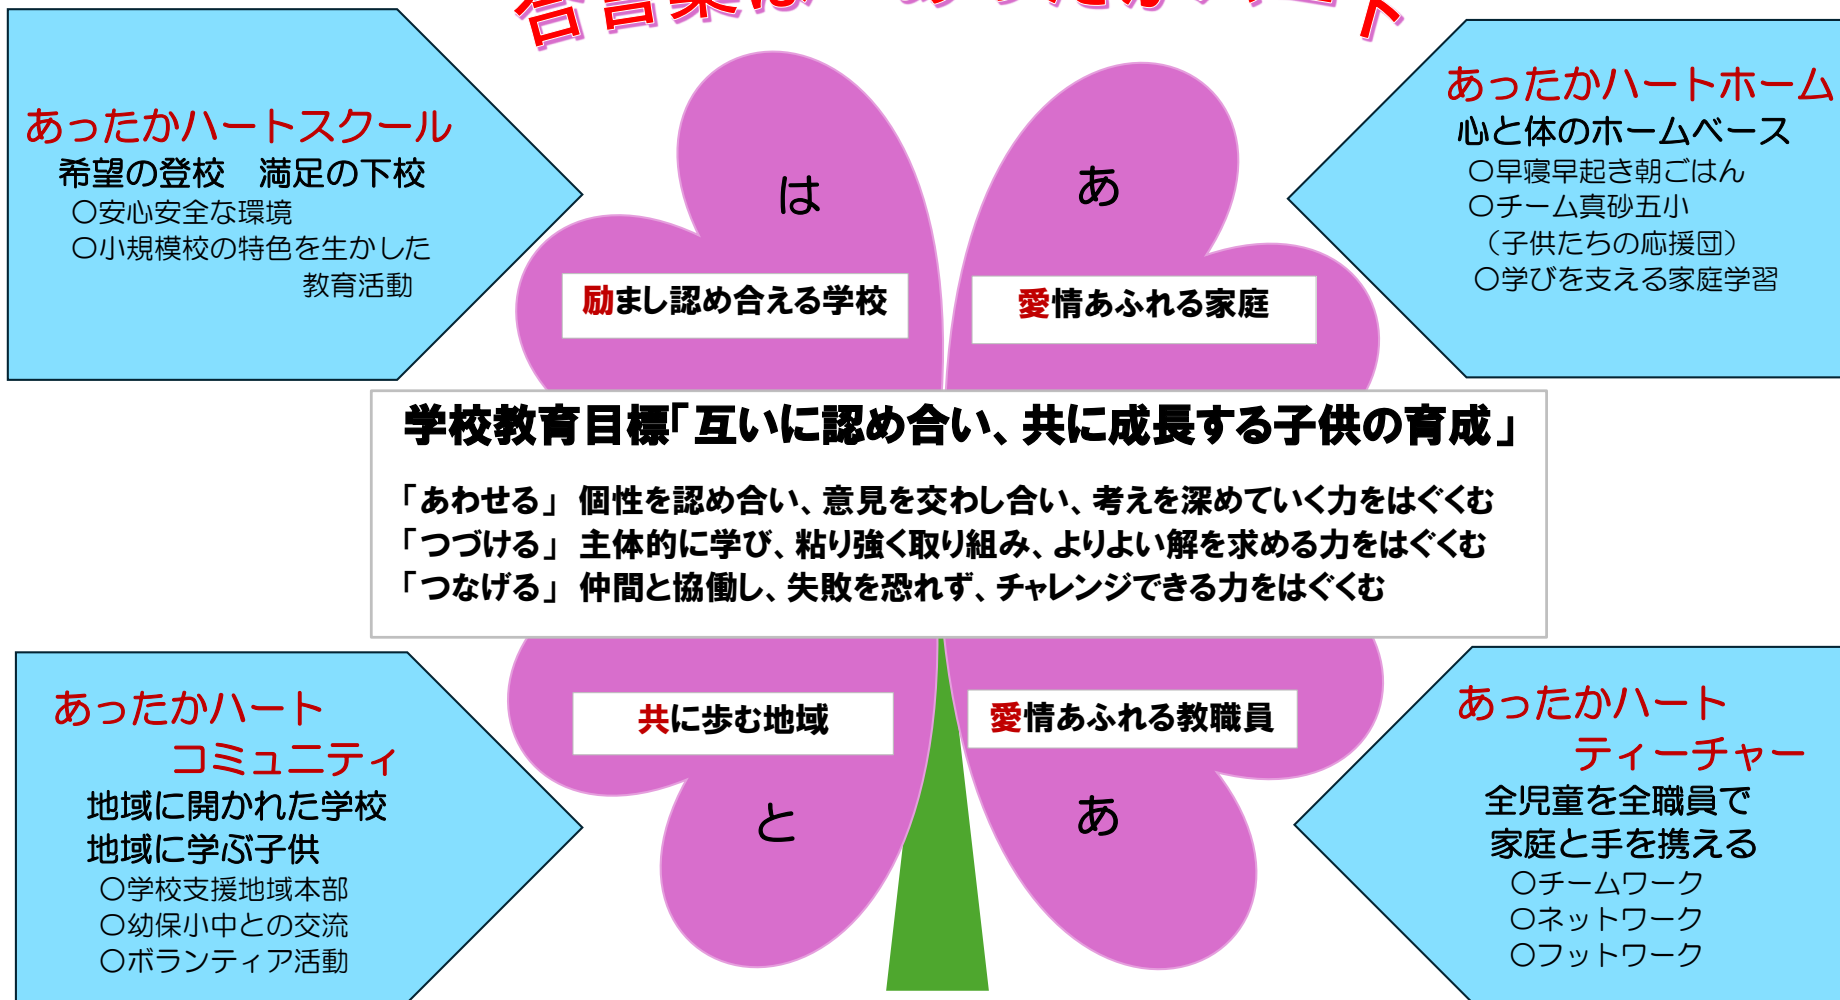 合言葉は
あったかハート
あったかハートスクール
希望の登校　満足の下校
○安心安全な環境
○小規模校の特色を生かした
教育活動
は
励まし認め合える学校
あ
愛情あふれる家庭
あったかハートホーム
心と体のホームベース
○早寝早起き朝ごはん
○チーム真砂五小
（子供たちの応援団）
○学びを支える家庭学習
学校教育目標「互いに認め合い、共に成長する子供の育成」
「あわせる」 個性を認め合い、意見を交わし合い、考えを深めていく力をはぐくむ
「つづける」 主体的に学び、粘り強く取り組み、よりよい解を求める力をはぐくむ
「つなげる」 仲間と協働し、失敗を恐れず、チャレンジできる力をはぐくむ
あったかハート
コミュニティ
地域に開かれた学校
地域に学ぶ子供
○学校支援地域本部
○幼保小中との交流
○ボランティア活動
共に歩む地域
と
愛情あふれる教職員
あ
あったかハート
ティーチャー
全児童を全職員で
家庭と手を携える
○チームワーク
○ネットワーク
○フットワーク